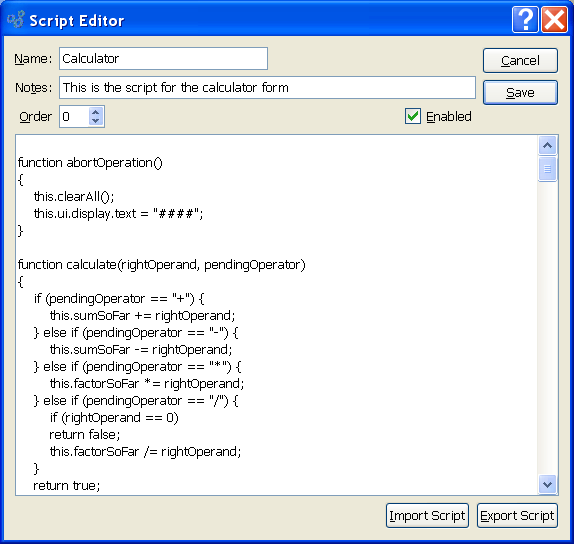 Script Editor
Name: Calculator
Cancel
Notes: This is the script for the calculator form
Save
Order 0
Enabled
function abortOperation()
{
    this.clearAll();
    this.ui.display.text = "####";
}
function calculate(rightOperand, pendingOperator)
{
    if (pendingOperator == "+") {
        this.sumSoFar += rightOperand;
    } else if (pendingOperator == "-") {
        this.sumSoFar -= rightOperand;
    } else if (pendingOperator == "*") {
        this.factorSoFar *= rightOperand;
    } else if (pendingOperator == "/") {
        if (rightOperand == 0)
        return false;
        this.factorSoFar /= rightOperand;
    }
    return true;
Import Script Export Script